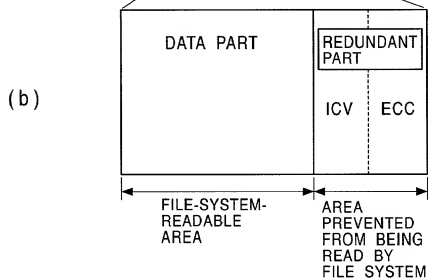 DATA PART
REDUNDANT
PART
(b)
ICV
ECC
FILE-SYSTEM-
READABLE
AREA
AREA
PREVENTED
FROM BEING
READ BY
FILE SYSTEM